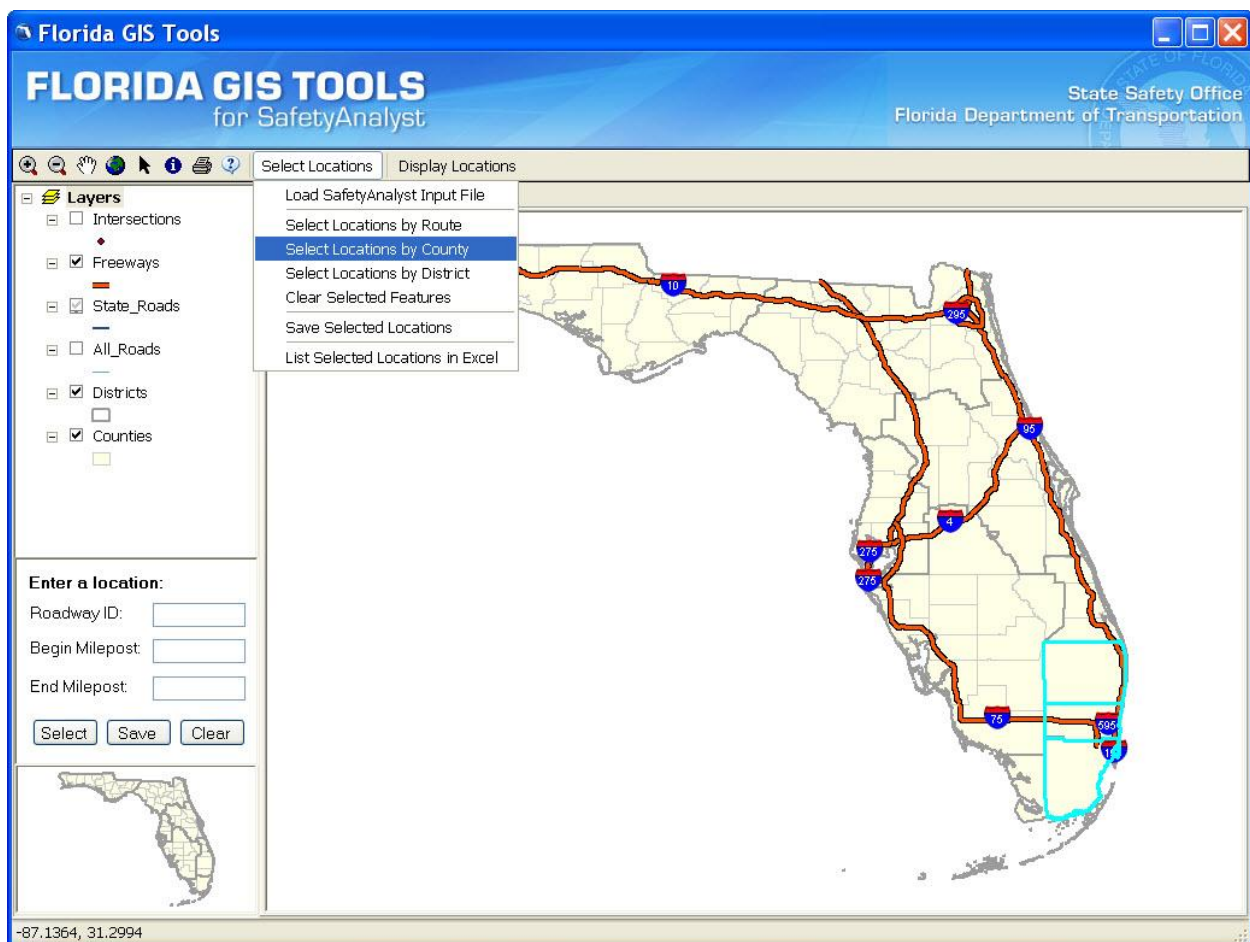 Florida GIS Tools
FLORIDA GIS TOOLS
for SafetyAnalyst
State Safety Office
Florida Department of Transportation
Select Locations
Display Locations
Load SafetyAnalyst Input File
Select Locations by Route
Select Locations by County
Select Locations by District
Clear Selected Features
Save Selected Locations
List Selected Locations in Excel
Layers
Intersections
Freeways
State_Roads
All_Roads
Districts
Counties
10
295
95
4
275
275
75
595
Enter a location:
Roadway ID:
Begin Milepost:
End Milepost:
Select Save Clear
-87.1364, 31.2994